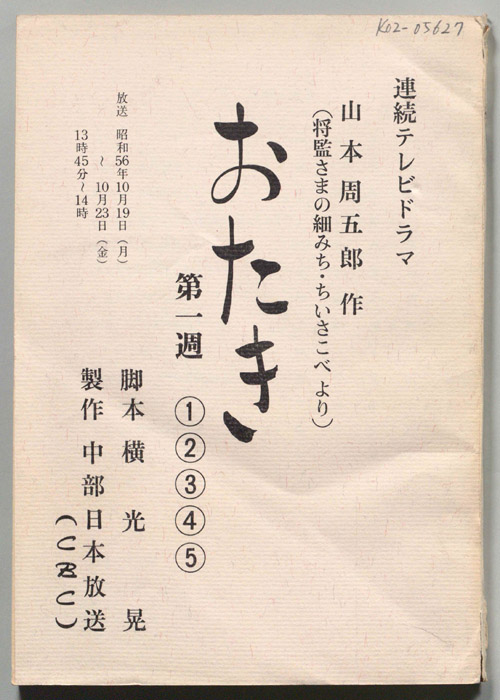 K02-05627
連続テレビドラマ
山本周五郎 作
（将監さまの細みち・ちいさこべ より）
おたき
第一週 ①②③④⑤
放送 昭和56年10月19日（月）
～10月23日（金）
13時45分～14時
脚本 横光晃
製作 中部日本放送
（CBC）